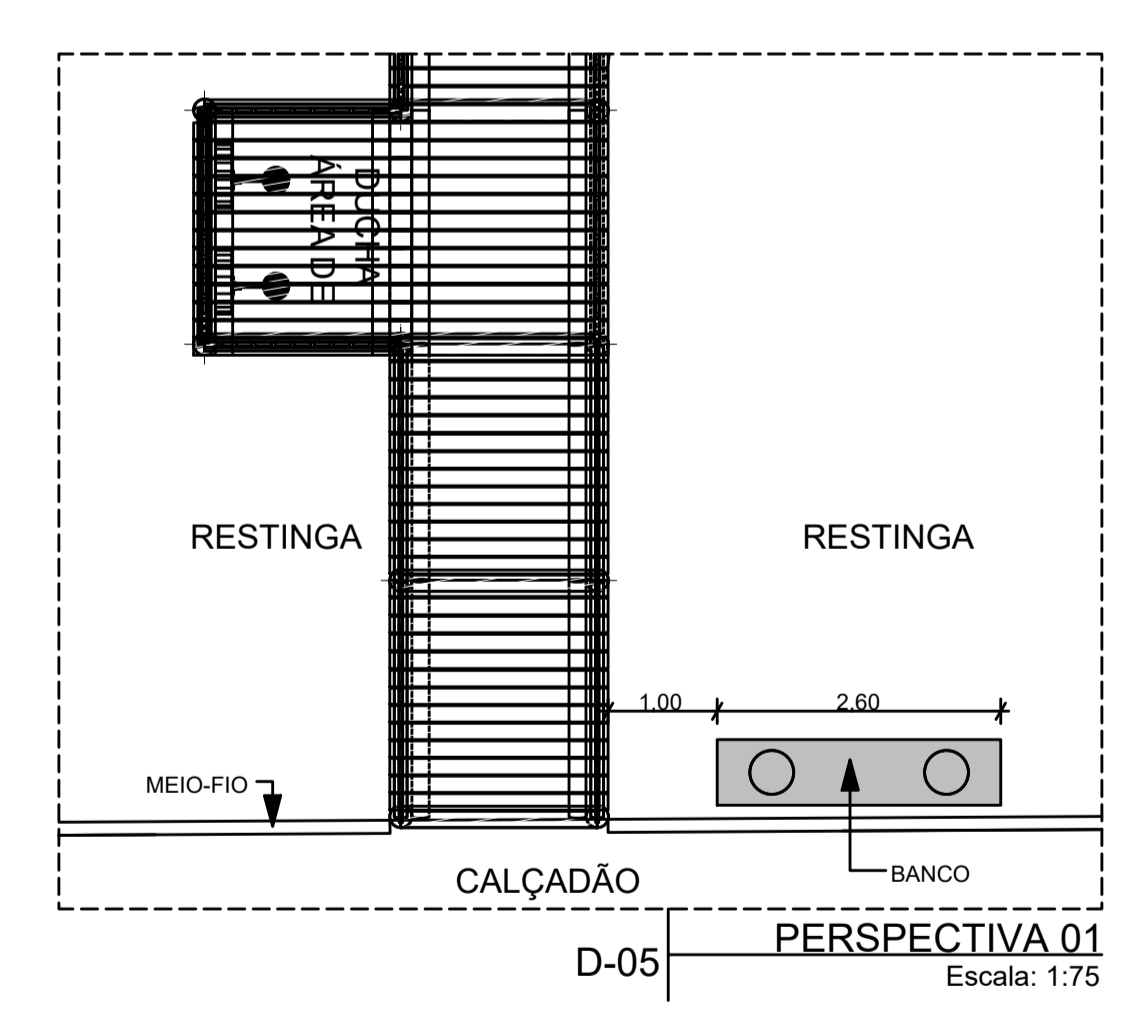 ÁREA DE
DUCHA
RESTINGA
RESTINGA
1,00
2,60
MEIO-FIO
BANCO
CALÇADÃO
D-05
PERSPECTIVA 01
Escala: 1:75